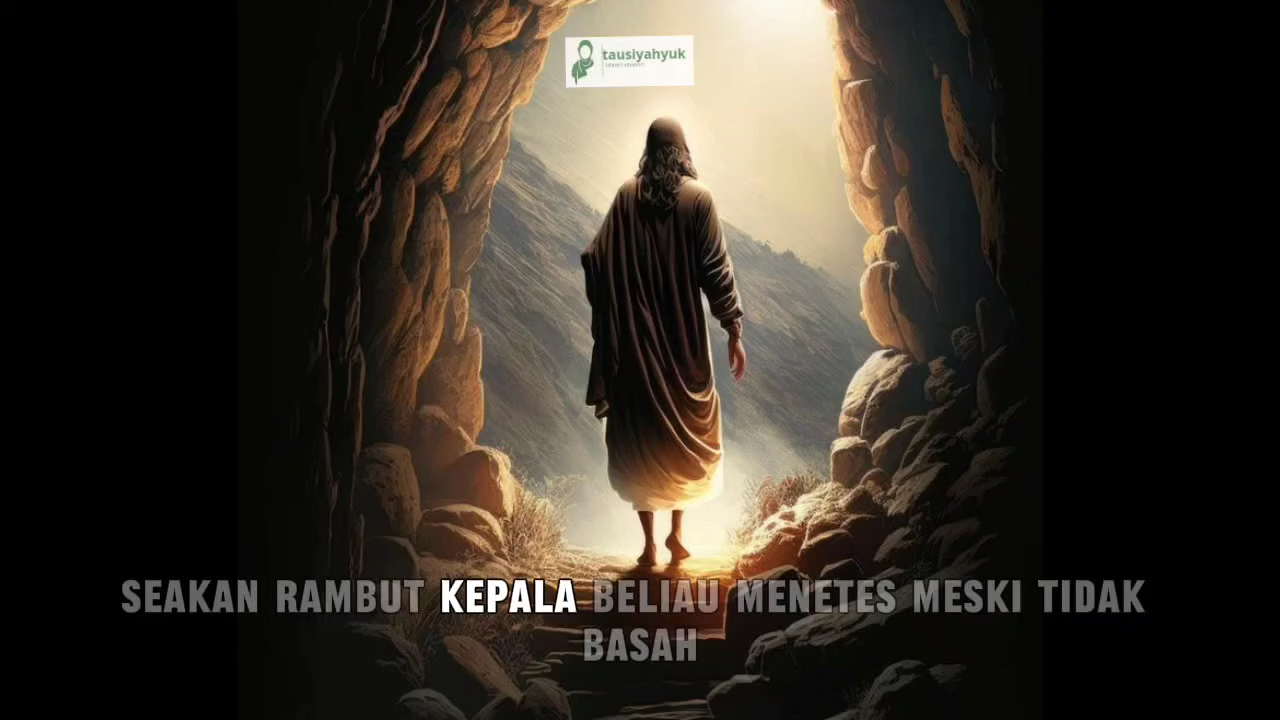 tausiyahyuk
SEAKAN RAMBUT KEPALA BELIAU MENETES MESKI TIDAK
BASAH